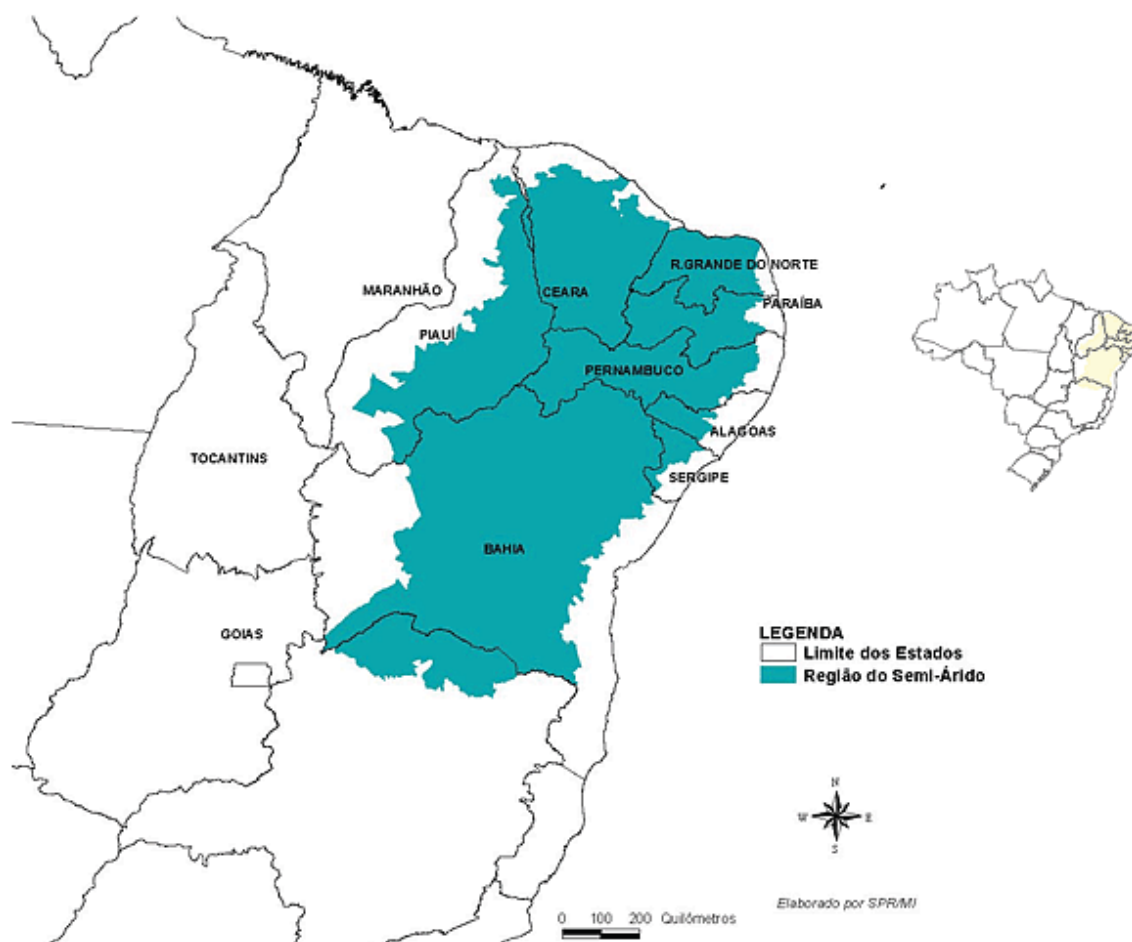 R.GRANDE DO NORTE
MARANHÃO
CEARA
PARAÍBA
PIAUÍ
PERNAMBUCO
ALAGOAS
TOCANTINS
SERGIPE
BAHIA
GOIAS
LEGENDA
Limite dos Estados
Região do Semi-Árido
N
W E
S
Elaborado por SPR/MI
0 100 200 Quilómetros